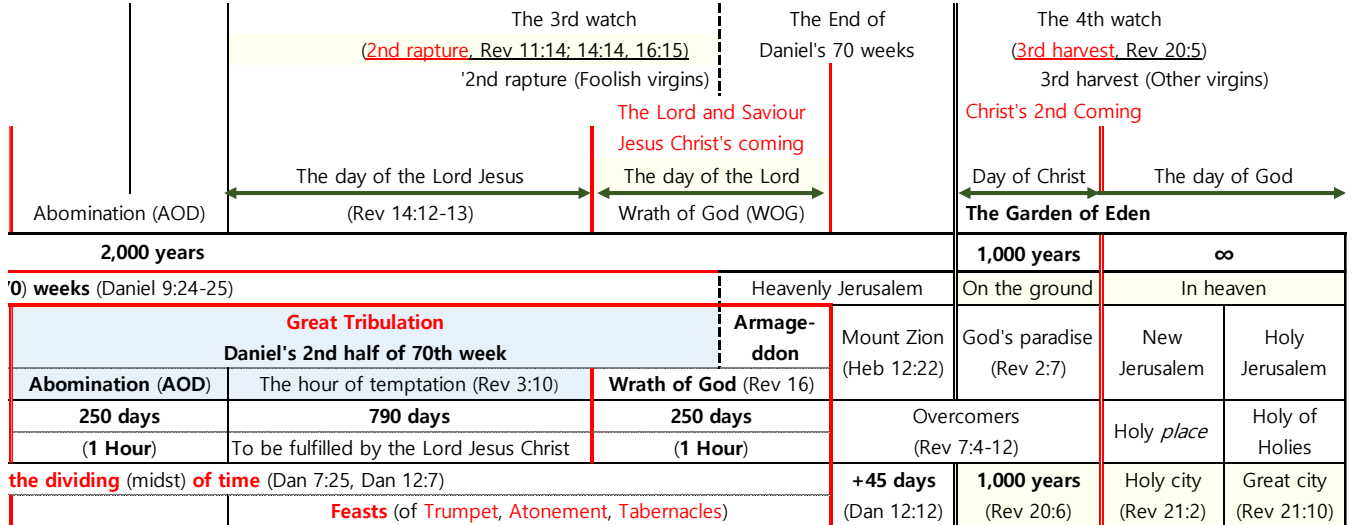 The 3rd watch
The End of
The 4th watch
(2nd rapture, Rev 11:14; 14:14, 16:15)
Daniel's 70 weeks
(3rd harvest, Rev 20:5)
'2nd rapture (Foolish virgins)
3rd harvest (Other virgins)
The Lord and Saviour
Christ's 2nd Coming
Jesus Christ's coming
The day of the Lord Jesus
The day of the Lord
Day of Christ
The day of God
Abomination (AOD)
(Rev 14:12-13)
Wrath of God (WOG)
The Garden of Eden
2,000 years
1,000 years
∞
0) weeks (Daniel 9:24-25)
Heavenly Jerusalem
On the ground
In heaven
Great Tribulation
Daniel's 2nd half of 70th week
Armage-
ddon
Mount Zion
(Heb 12:22)
God's paradise
(Rev 2:7)
New
Jerusalem
Holy
Jerusalem
Abomination (AOD)
The hour of temptation (Rev 3:10)
Wrath of God (Rev 16)
250 days
790 days
250 days
Overcomers
(Rev 7:4-12)
Holy place
Holy of
Holies
(1 Hour)
To be fulfilled by the Lord Jesus Christ
(1 Hour)
the dividing (midst) of time (Dan 7:25, Dan 12:7)
+45 days
(Dan 12:12)
1,000 years
(Rev 20:6)
Holy city
(Rev 21:2)
Great city
(Rev 21:10)
Feasts (of Trumpet, Atonement, Tabernacles)